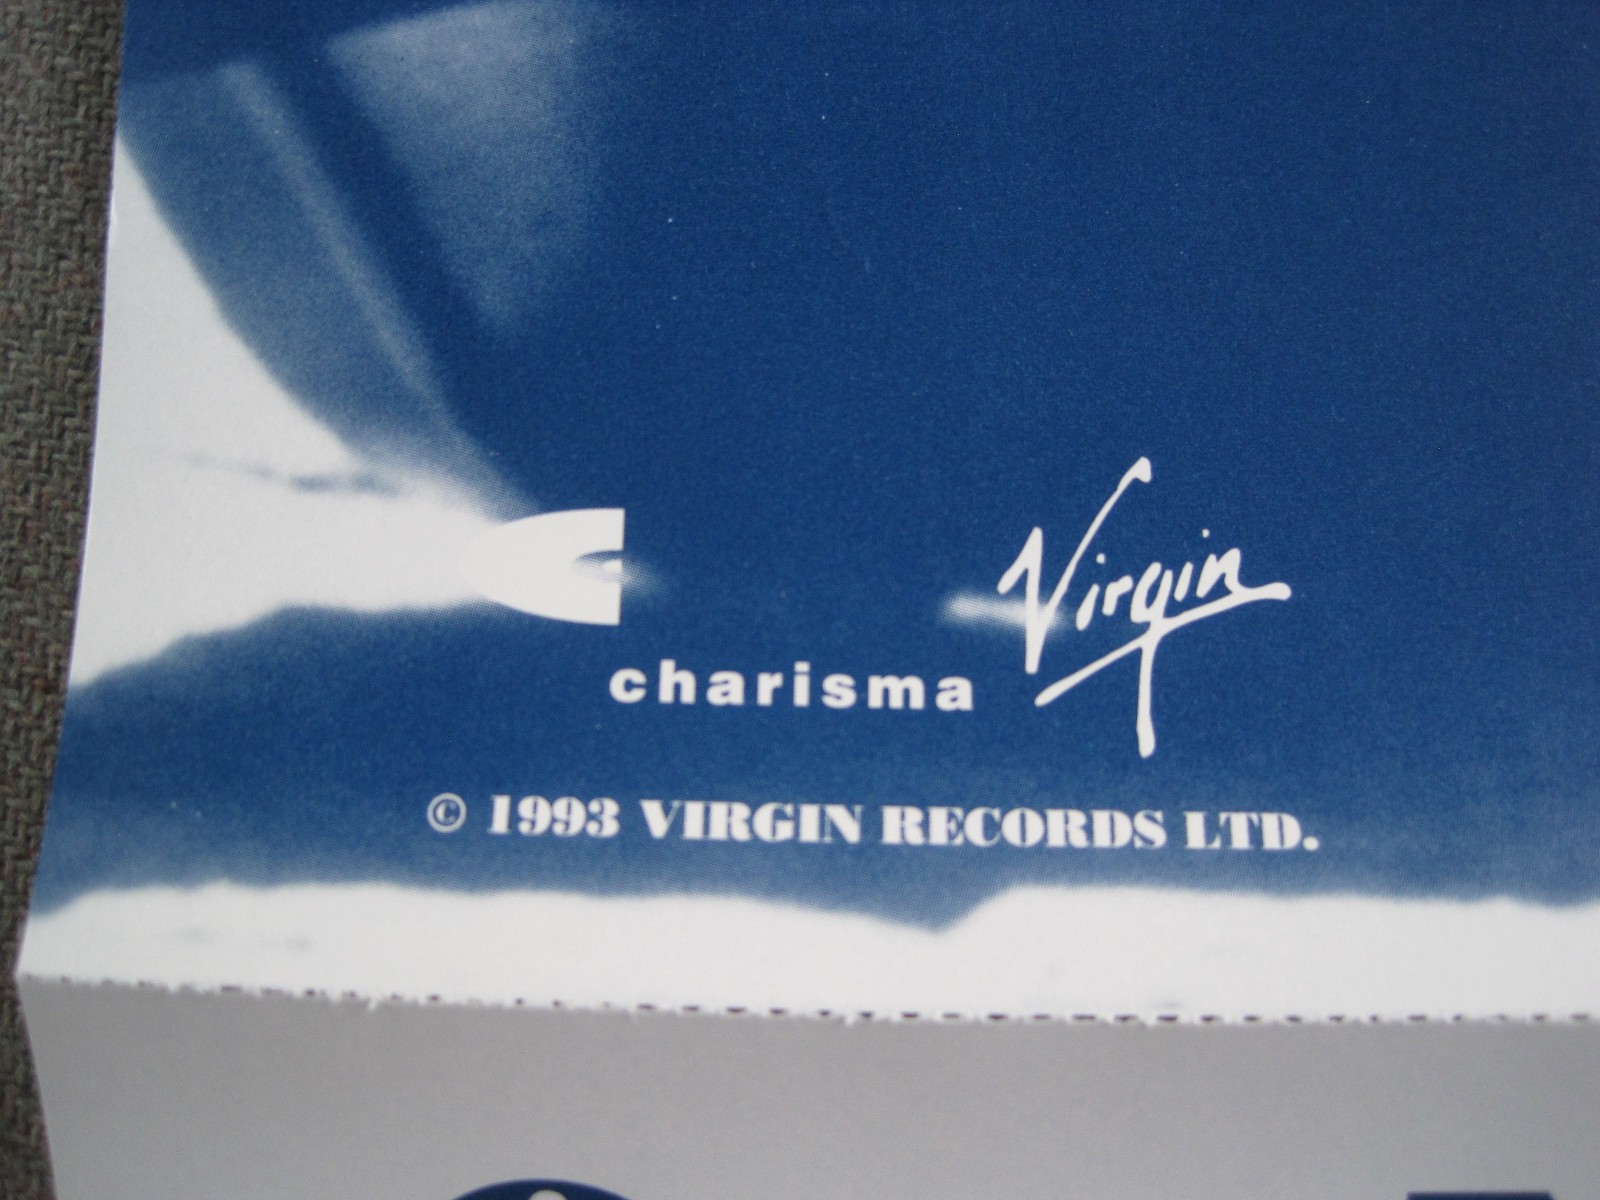 Virgin
charisma
© 1993 VIRGIN RECORDS LTD.